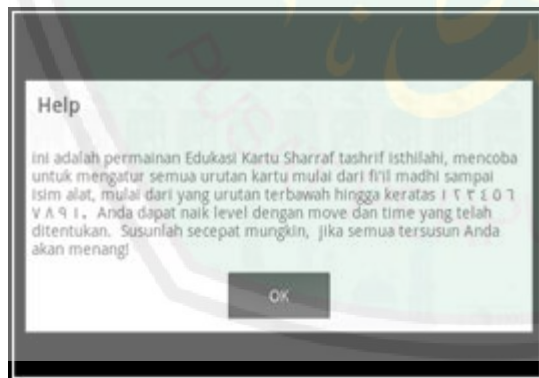 Help
Ini adalah permainan Edukasi Kartu Sharraf tashrif Isthilahi, mencoba
untuk mengatur semua urutan kartu mulai dari fi'il madhi sampai
isim alat, mulai dari yang urutan terbawah hingga keratas ١ ٢ ٣ ٤ ٥ ٦
٧ ٨ ٩ ١٠. Anda dapat naik level dengan move dan time yang telah
ditentukan. Susunlah secepat mungkin, jika semua tersusun Anda
akan menang!
OK